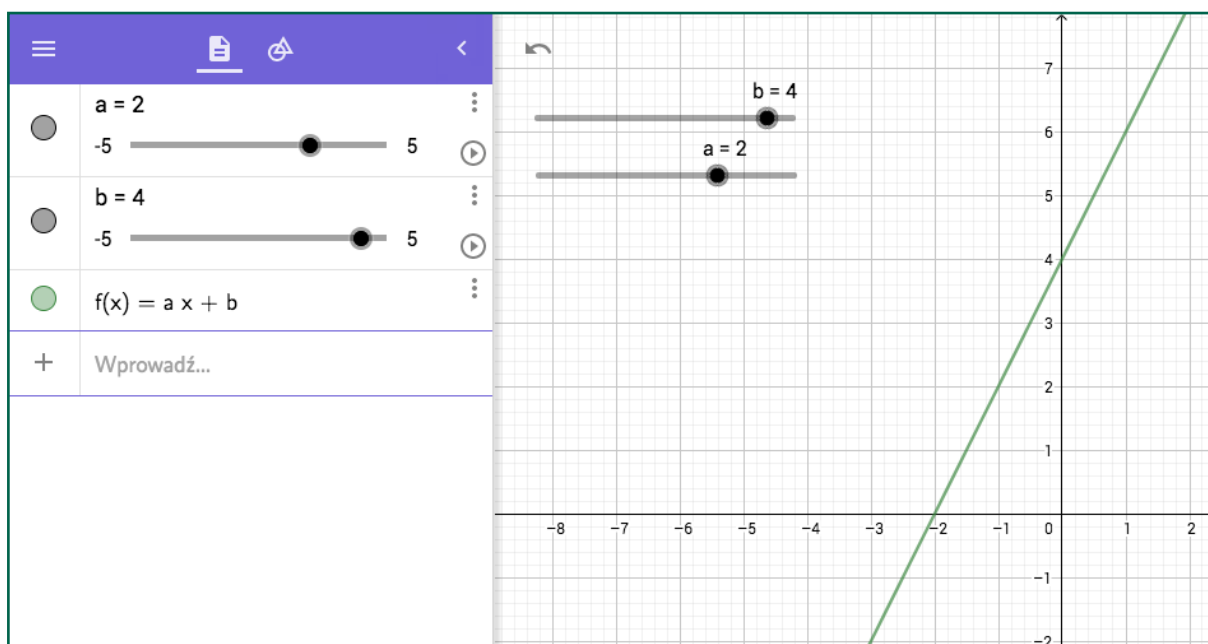 a = 2
-5 5
b = 4
-5 5
f(x) = a x + b
+ Wprowadź...
b = 4
a = 2
7
6
5
4
3
2
1
−8 −7 −6 −5 −4 −3 −2 −1 0 1 2
−1
−2